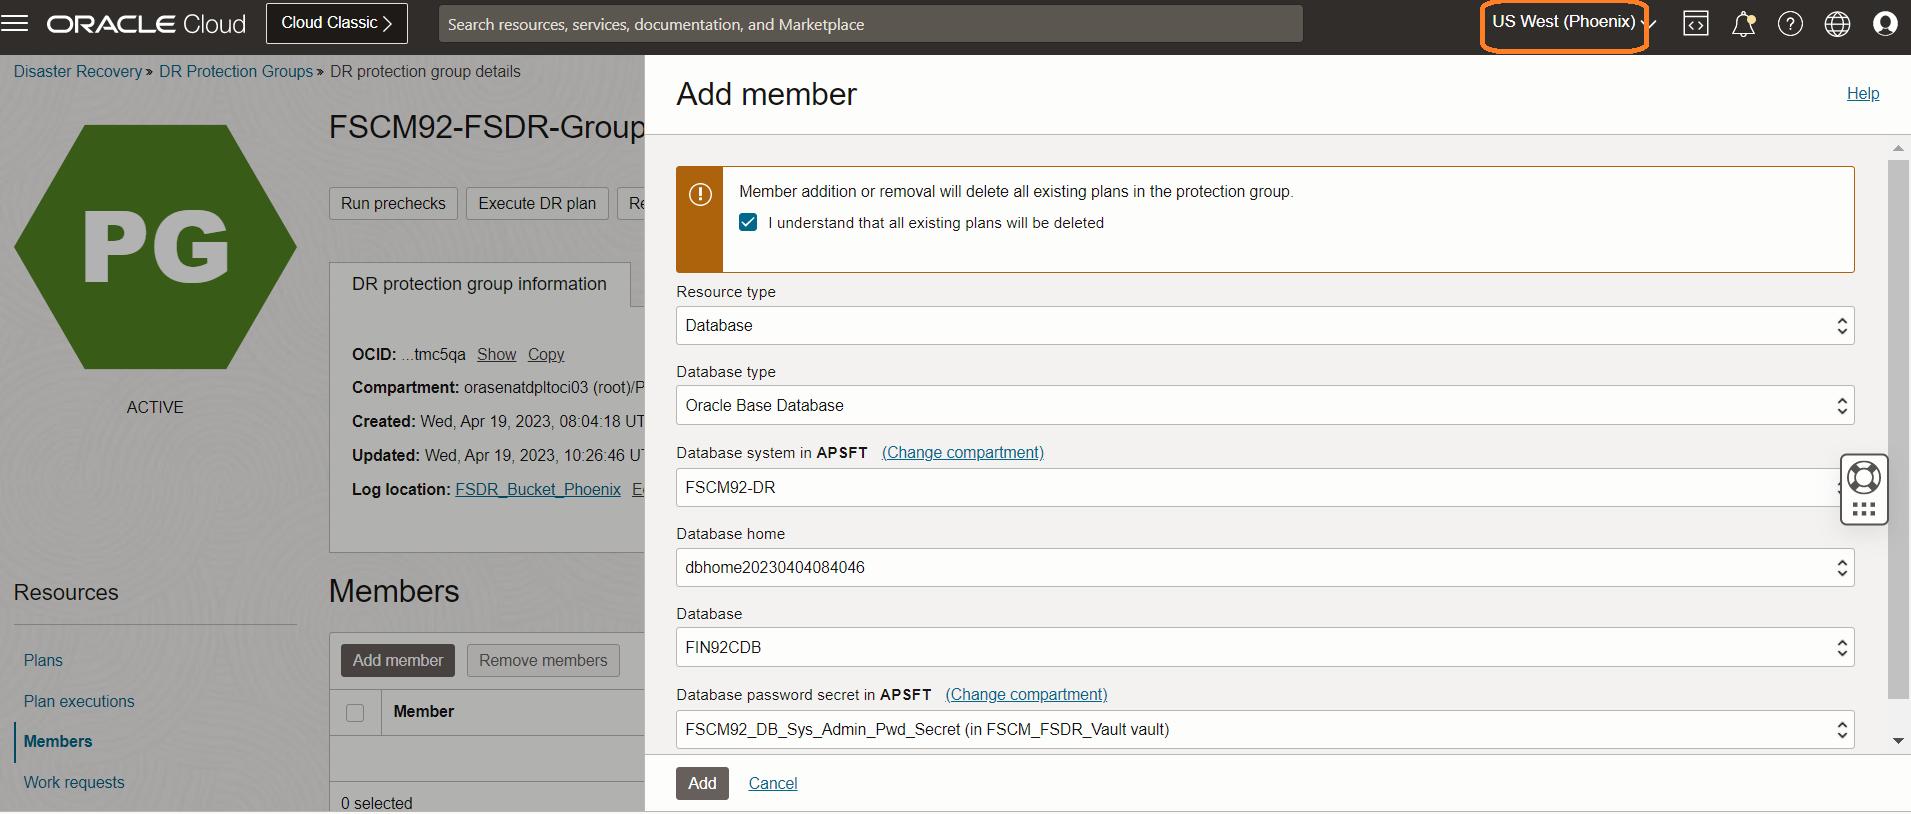 ORACLE Cloud
Cloud Classic
Search resources, services, documentation, and Marketplace
US West (Phoenix)
Disaster Recovery » DR Protection Groups » DR protection group details
PG
ACTIVE
FSCM92-FSDR-Group
Run prechecks
Execute DR plan
DR protection group information
OCID: ...tmc5qa Show Copy
Compartment: orasenatdpltoci03 (root)/P
Created: Wed, Apr 19, 2023, 08:04:18 UT
Updated: Wed, Apr 19, 2023, 10:26:46
Log location: FSDR_Bucket_Phoenix
Resources
Plans
Plan executions
Members
Work requests
Members
Add member
Remove members
Member
0 selected
Add member
Help
Member addition or removal will delete all existing plans in the protection group.
I understand that all existing plans will be deleted
Resource type
Database
Database type
Oracle Base Database
Database system in APSFT (Change compartment)
FSCM92-DR
Database home
dbhome20230404084046
Database
FIN92CDB
Database password secret in APSFT (Change compartment)
FSCM92_DB_Sys_Admin_Pwd_Secret (in FSCM_FSDR_Vault vault)
Add
Cancel